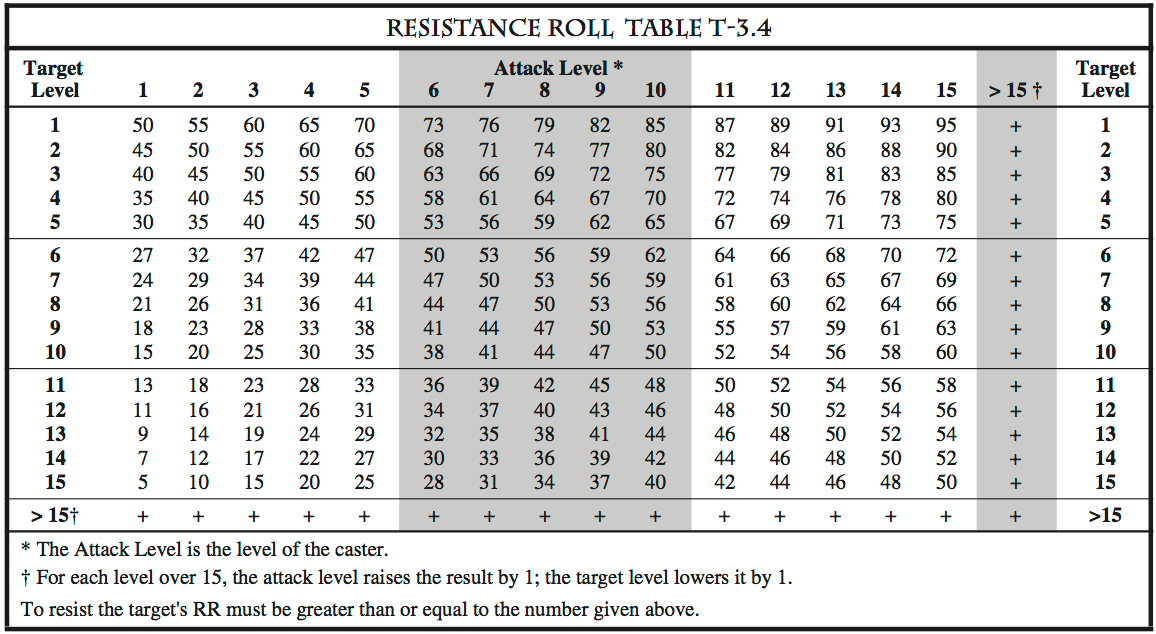 RESISTANCE ROLL TABLE T-3.4
Target Attack Level * Target
Level 1 2 3 4 5 6 7 8 9 10 11 12 13 14 15 > 15 † Level
1 50 55 60 65 70 73 76 79 82 85 87 89 91 93 95 + 1
2 45 50 55 60 65 68 71 74 77 80 82 84 86 88 90 + 2
3 40 45 50 55 60 63 66 69 72 75 77 79 81 83 85 + 3
4 35 40 45 50 55 58 61 64 67 70 72 74 76 78 80 + 4
5 30 35 40 45 50 53 56 59 62 65 67 69 71 73 75 + 5
6 27 32 37 42 47 50 53 56 59 62 64 66 68 70 72 + 6
7 24 29 34 39 44 47 50 53 56 59 61 63 65 67 69 + 7
8 21 26 31 36 41 44 47 50 53 56 58 60 62 64 66 + 8
9 18 23 28 33 38 41 44 47 50 53 55 57 59 61 63 + 9
10 15 20 25 30 35 38 41 44 47 50 52 54 56 58 60 + 10
11 13 18 23 28 33 36 39 42 45 48 50 52 54 56 58 + 11
12 11 16 21 26 31 34 37 40 43 46 48 50 52 54 56 + 12
13 9 14 19 24 29 32 35 38 41 44 46 48 50 52 54 + 13
14 7 12 17 22 27 30 33 36 39 42 44 46 48 50 52 + 14
15 5 10 15 20 25 28 31 34 37 40 42 44 46 48 50 + 15
> 15† + + + + + + + + + + + + + + + + >15
* The Attack Level is the level of the caster.
† For each level over 15, the attack level raises the result by 1; the target level lowers it by 1.
To resist the target's RR must be greater than or equal to the number given above.